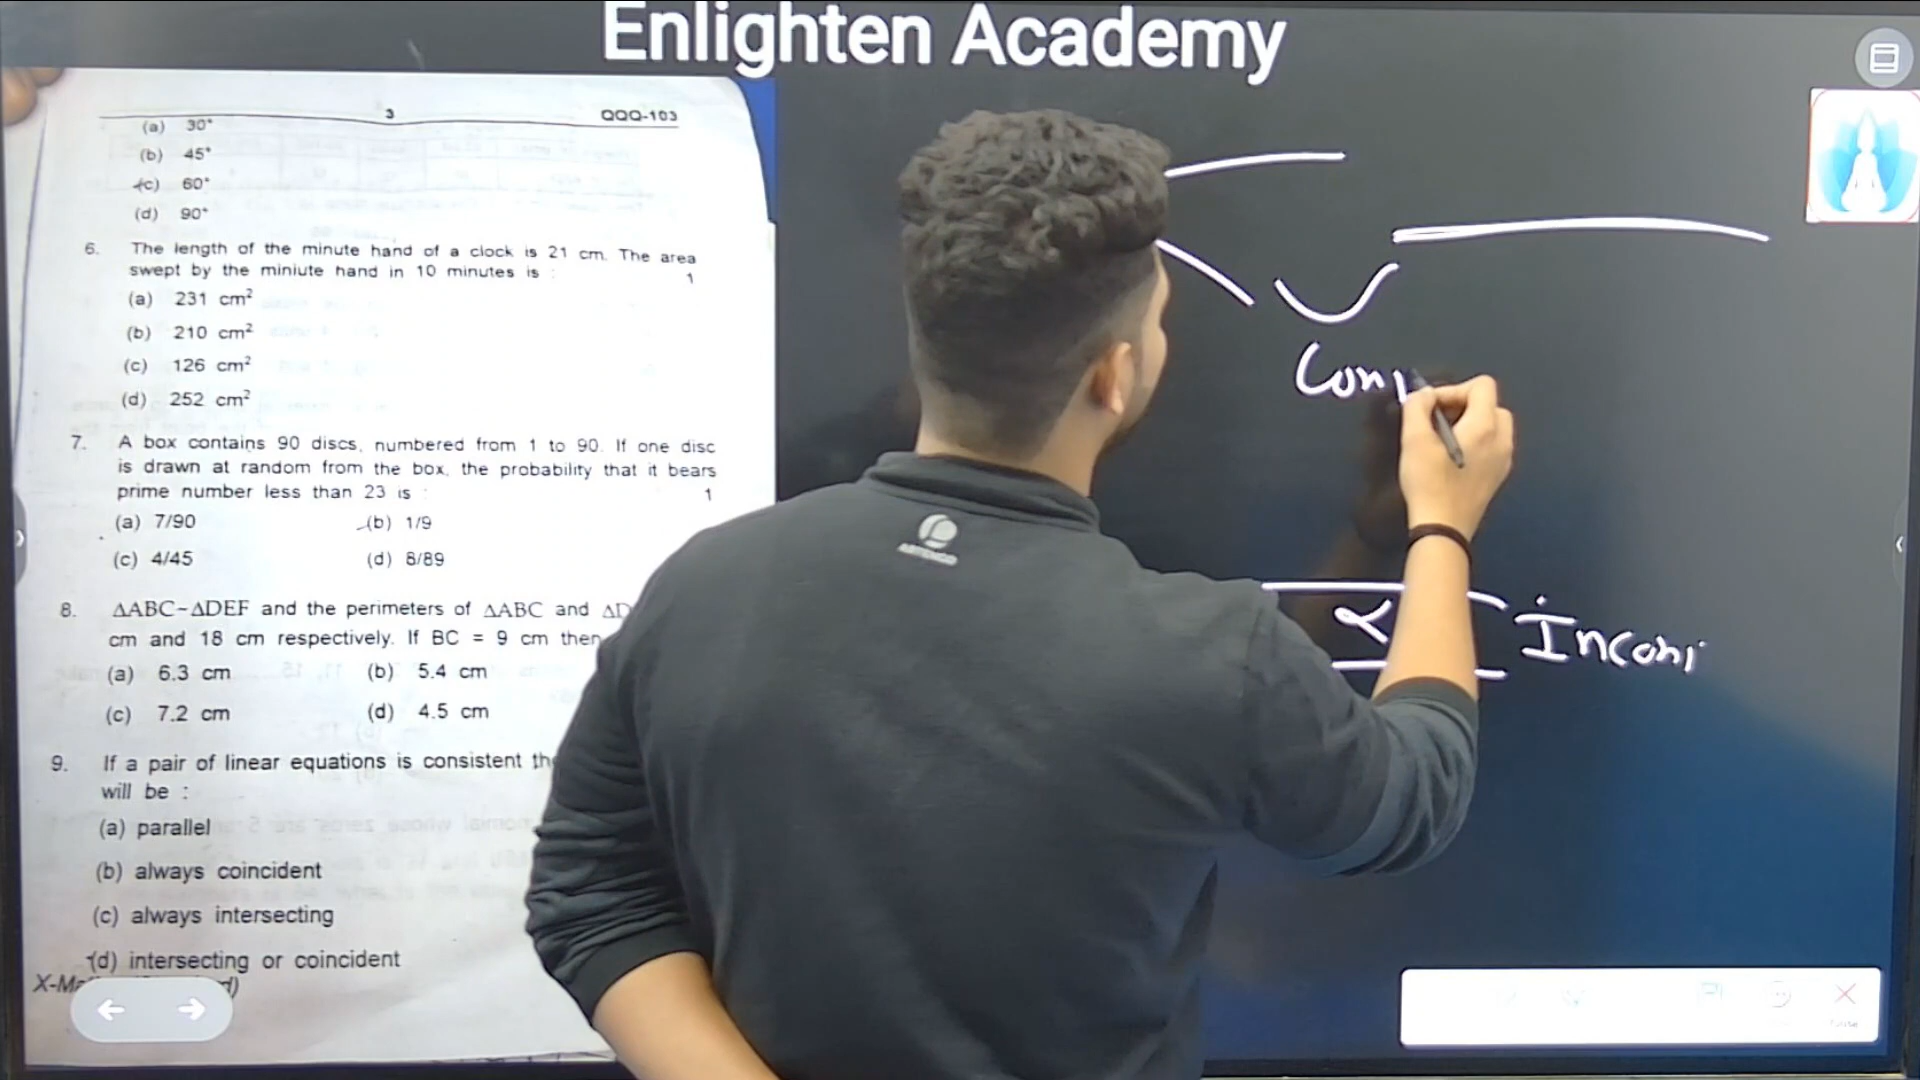 Enlighten Academy
3 QQQ-103
(a) 30°
(b) 45°
(c) 60°
(d) 90°
6. The length of the minute hand of a clock is 21 cm. The area
swept by the miniute hand in 10 minutes is : 1
(a) 231 cm²
(b) 210 cm²
(c) 126 cm²
(d) 252 cm²
7. A box contains 90 discs, numbered from 1 to 90. If one disc
is drawn at random from the box, the probability that it bears
prime number less than 23 is : 1
(a) 7/90 (b) 1/9
(c) 4/45 (d) 8/89
8. ΔABC~ΔDEF and the perimeters of ΔABC and ΔD
cm and 18 cm respectively. If BC = 9 cm then
(a) 6.3 cm (b) 5.4 cm
(c) 7.2 cm (d) 4.5 cm
9. If a pair of linear equations is consistent th
will be :
(a) parallel
(b) always coincident
(c) always intersecting
(d) intersecting or coincident
X-Ma
ARTENGO
Con
Inconi